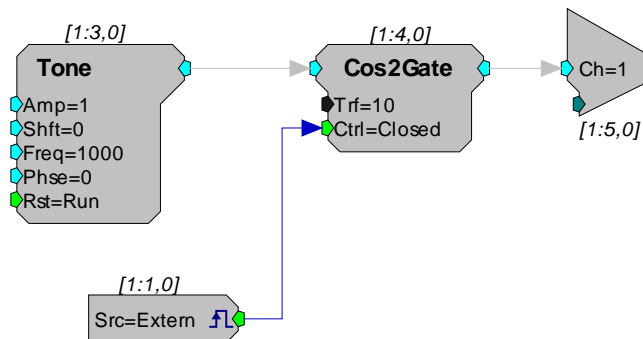 [1:3,0]
Tone
Amp=1
Shft=0
Freq=1000
Phse=0
Rst=Run
[1:4,0]
Cos2Gate
Trf=10
Ctrl=Closed
Ch=1
[1:5,0]
[1:1,0]
Src=Extern